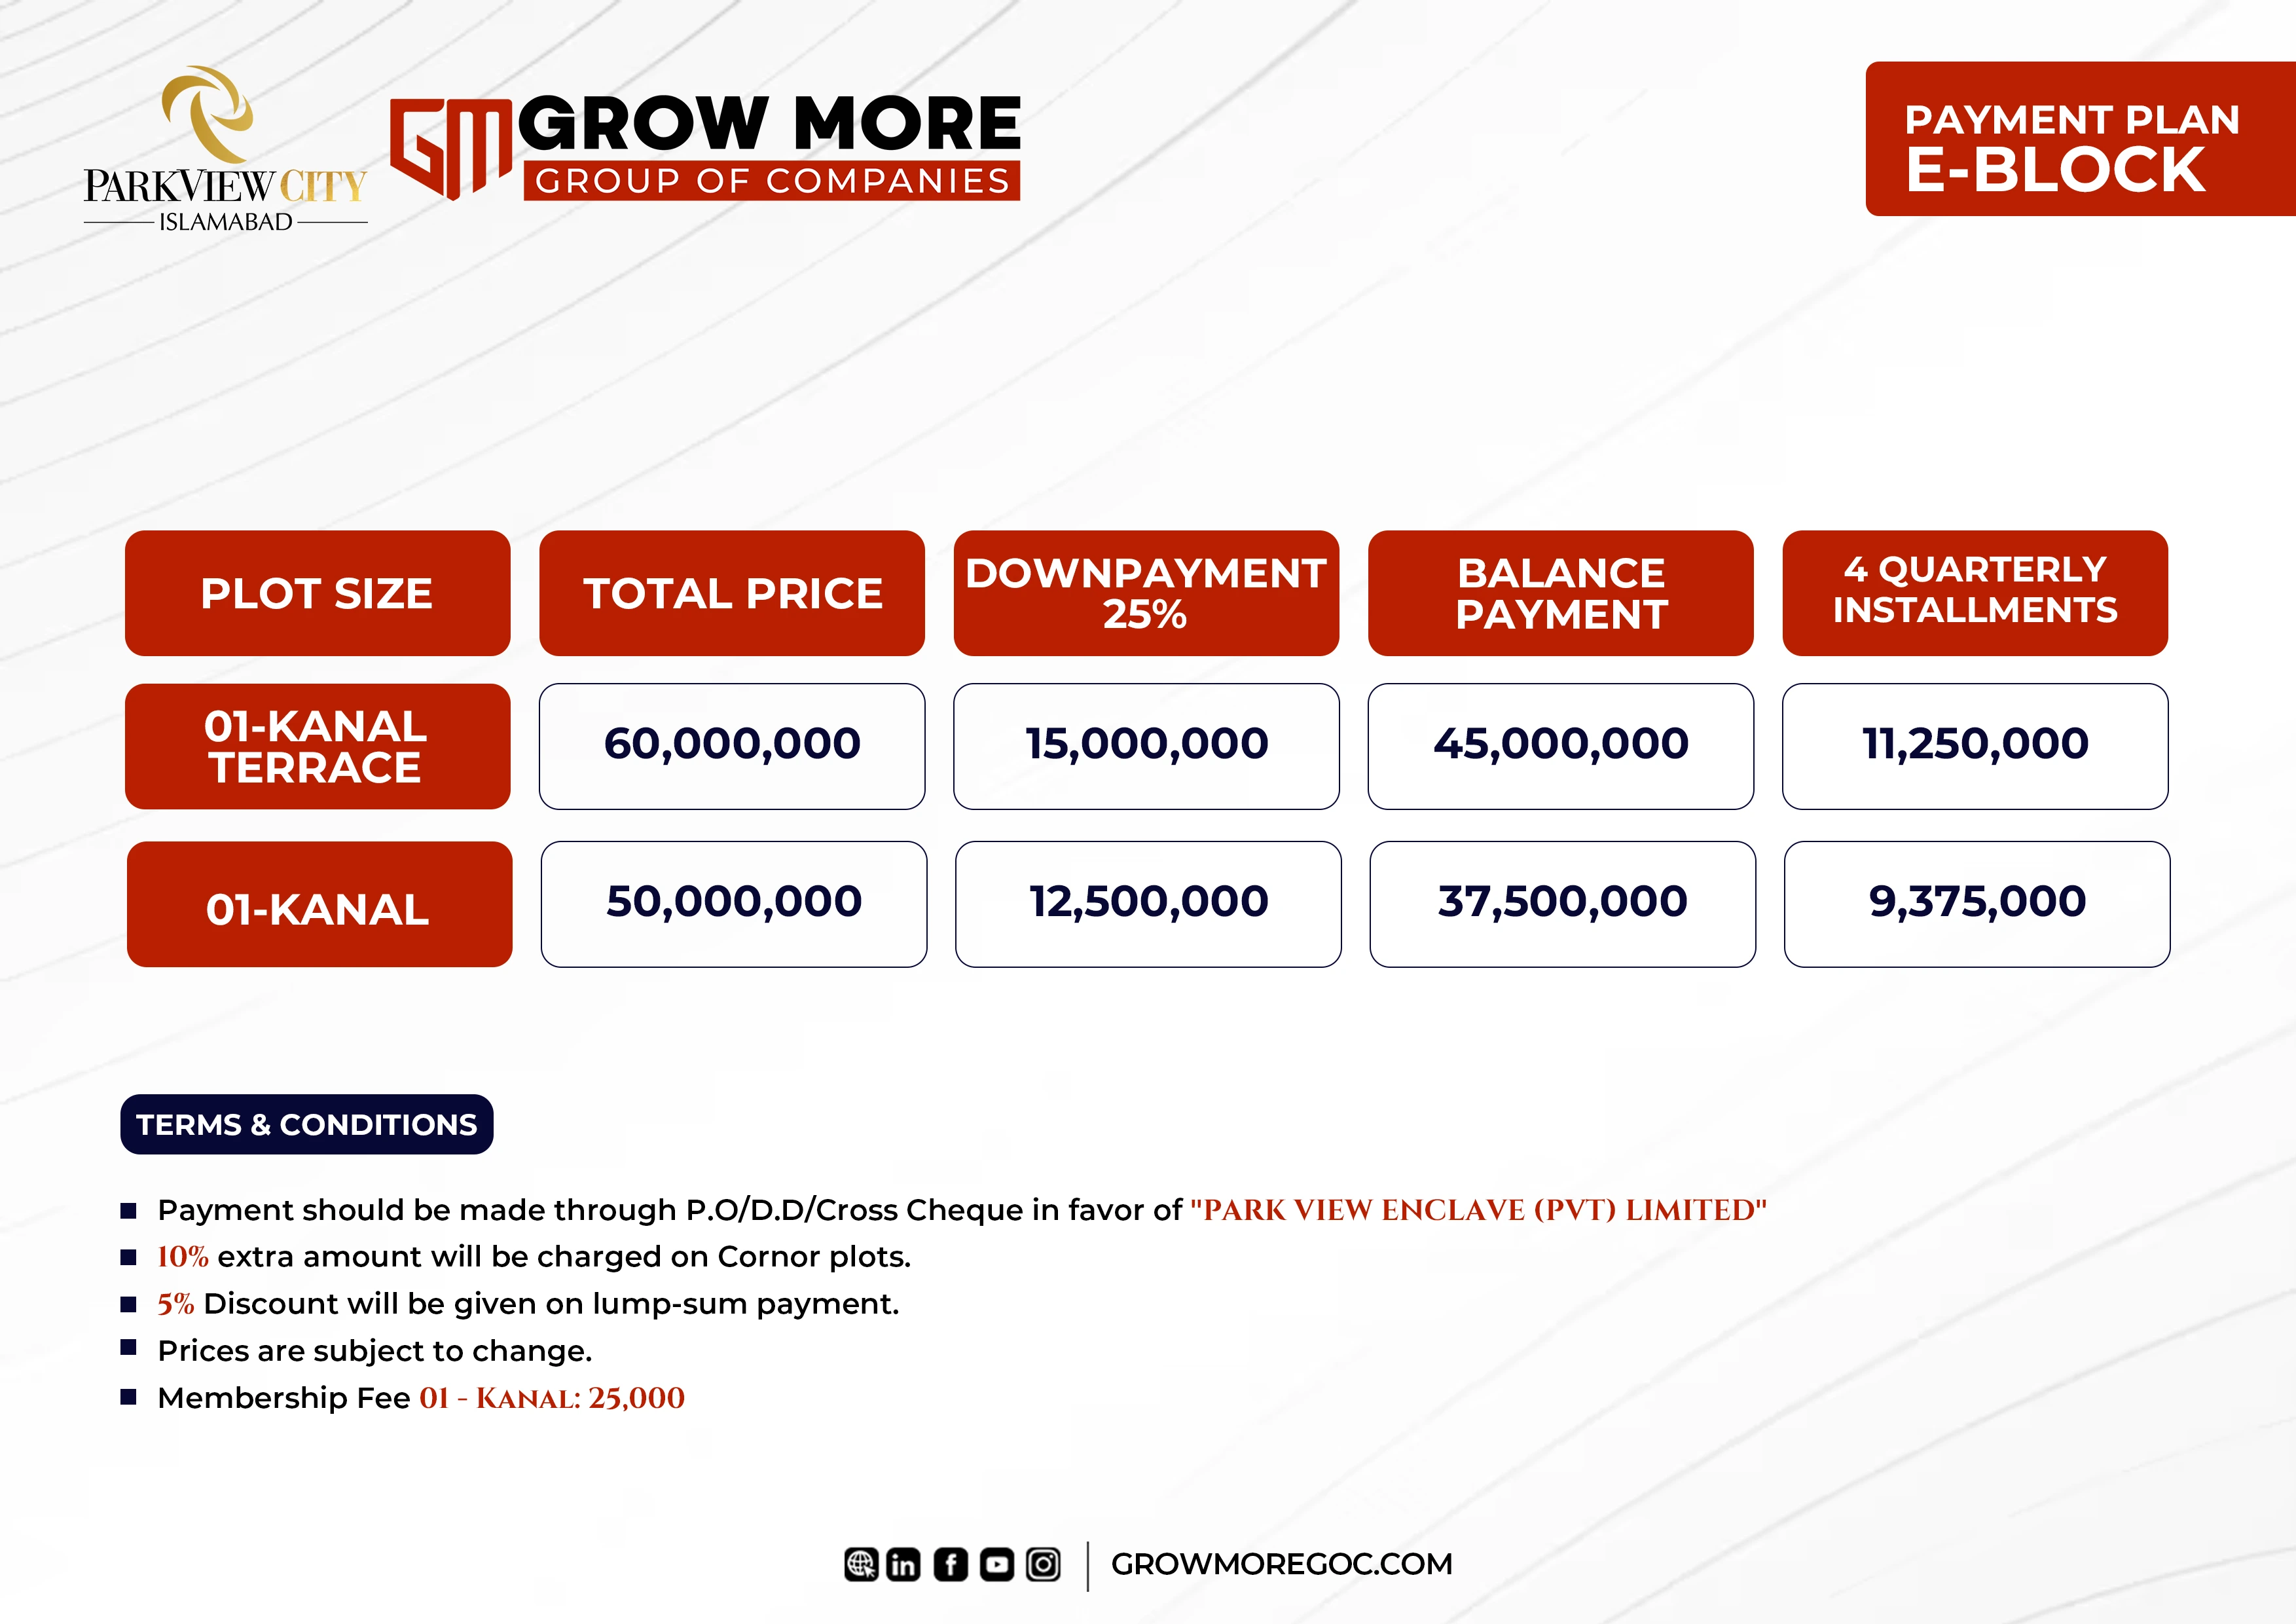 PARKVIEW CITY
ISLAMABAD
GM GROW MORE
GROUP OF COMPANIES
PAYMENT PLAN
E-BLOCK
PLOT SIZE
TOTAL PRICE
DOWNPAYMENT
25%
BALANCE
PAYMENT
4 QUARTERLY
INSTALLMENTS
01-KANAL
TERRACE
60,000,000
15,000,000
45,000,000
11,250,000
01-KANAL
50,000,000
12,500,000
37,500,000
9,375,000
TERMS & CONDITIONS
Payment should be made through P.O/D.D/Cross Cheque in favor of "PARK VIEW ENCLAVE (PVT) LIMITED"
10% extra amount will be charged on Cornor plots.
5% Discount will be given on lump-sum payment.
Prices are subject to change.
Membership Fee 01 - KANAL: 25,000
GROWMOREGOC.COM